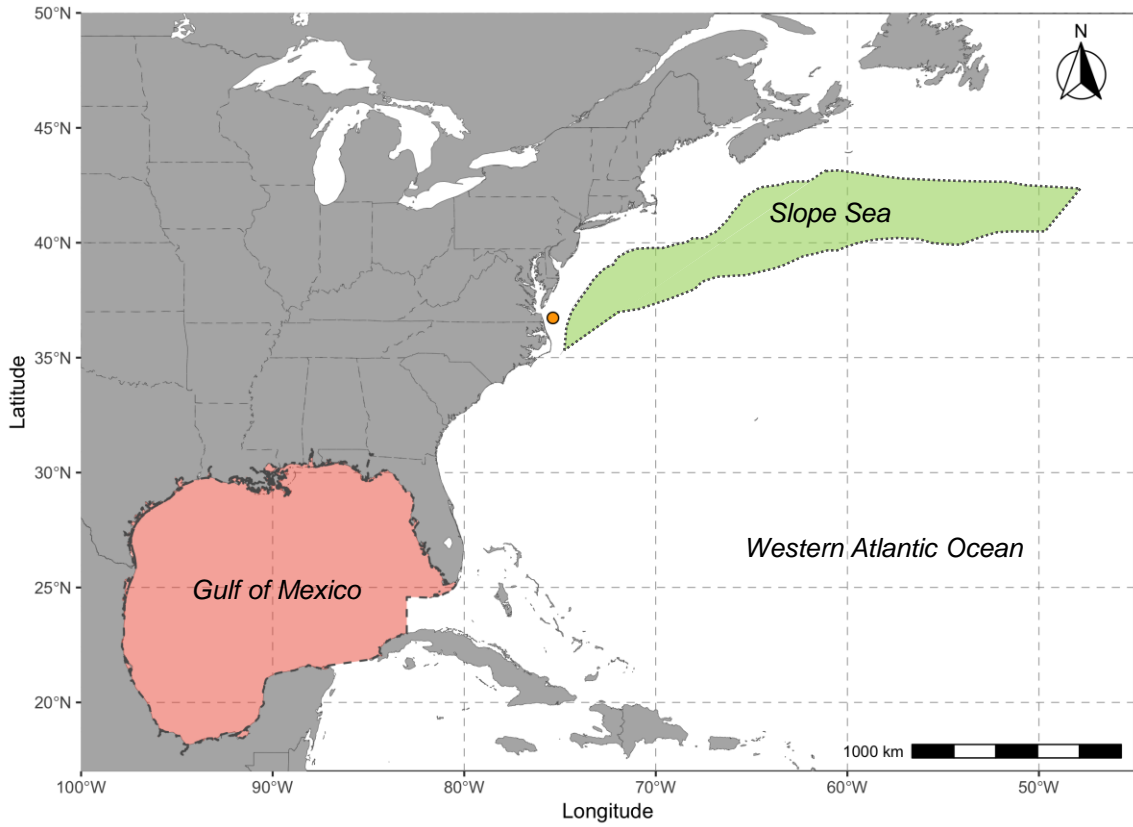 50°N
N
45°N
Slope Sea
40°N
35°N
Latitude
30°N
Western Atlantic Ocean
Gulf of Mexico
25°N
20°N
1000 km
100°W 90°W 80°W 70°W 60°W 50°W
Longitude